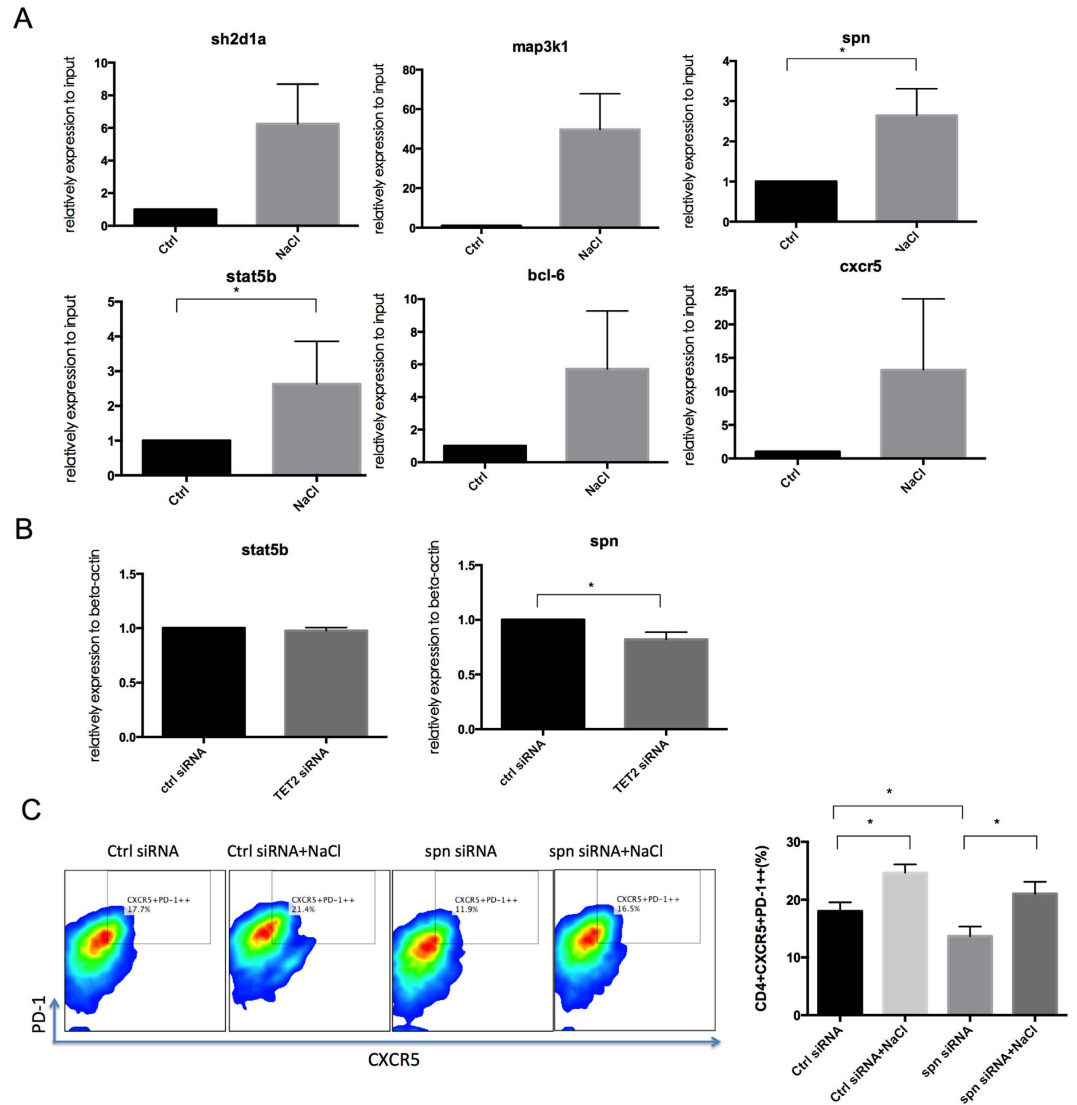 A
sh2d1a
relatively expression to input
10
8
6
4
2
0
Ctrl
NaCl
map3k1
relatively expression to input
80
60
40
20
0
Ctrl
NaCl
spn
*
relatively expression to input
4
3
2
1
0
Ctrl
NaCl
stat5b
*
relatively expression to input
5
4
3
2
1
0
Ctrl
NaCl
bcl-6
relatively expression to input
10
8
6
4
2
0
Ctrl
NaCl
cxcr5
relatively expression to input
25
20
15
10
5
0
Ctrl
NaCl
B
stat5b
relatively expression to beta-actin
1.5
1.0
0.5
0.0
ctrl siRNA
TET2 siRNA
spn
*
relatively expression to beta-actin
1.5
1.0
0.5
0.0
ctrl siRNA
TET2 siRNA
C
Ctrl siRNA
CXCR5+PD-1++
17.7%
Ctrl siRNA+NaCl
CXCR5+PD-1++
21.4%
spn siRNA
CXCR5+PD-1++
11.9%
spn siRNA+NaCl
CXCR5+PD-1++
16.5%
PD-1
CXCR5
*
*
*
CD4+CXCR5+PD-1++(%)
30
20
10
0
Ctrl siRNA
Ctrl siRNA+NaCl
spn siRNA
spn siRNA+NaCl